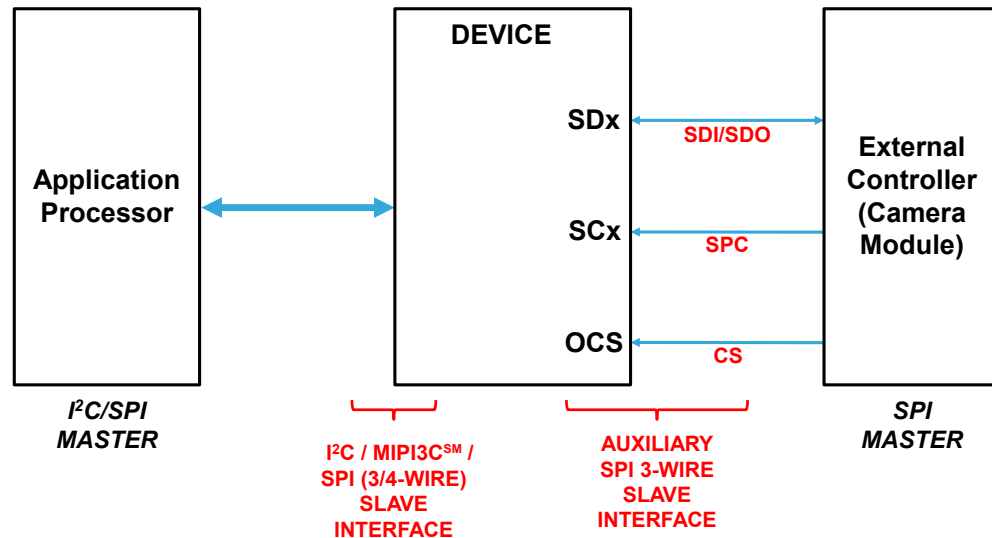 DEVICE
Application
Processor
SDx
SCx
OCS
SDI/SDO
SPC
CS
External
Controller
(Camera
Module)
I²C/SPI
MASTER
I²C / MIPI3Cˢᴹ /
SPI (3/4-WIRE)
SLAVE
INTERFACE
AUXILIARY
SPI 3-WIRE
SLAVE
INTERFACE
SPI
MASTER